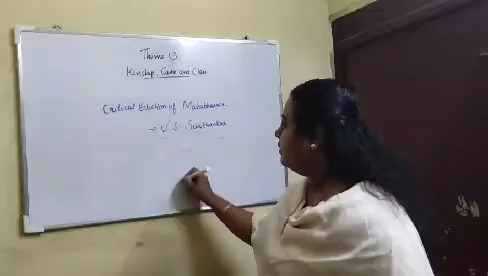 Theme 3
Kinship, Caste and Class
Critical Edition of Mahabharata
→ V S Sukthankar